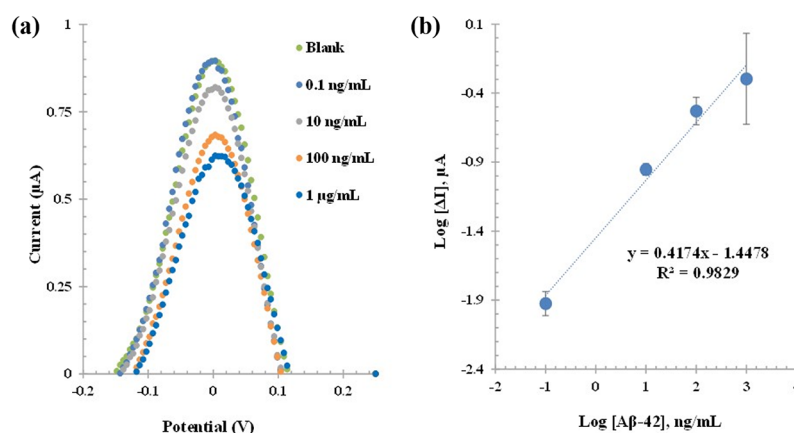 (a)
1
0.75
0.5
0.25
0
-0.2
-0.1
0
0.1
0.2
Current (µA)
Potential (V)
Blank
0.1 ng/mL
10 ng/mL
100 ng/mL
1 µg/mL
(b)
0.1
-0.4
-0.9
-1.4
-1.9
-2.4
-2
-1
0
1
2
3
Log [ΔI], µA
y = 0.4174x - 1.4478
R² = 0.9829
Log [Aβ-42], ng/mL